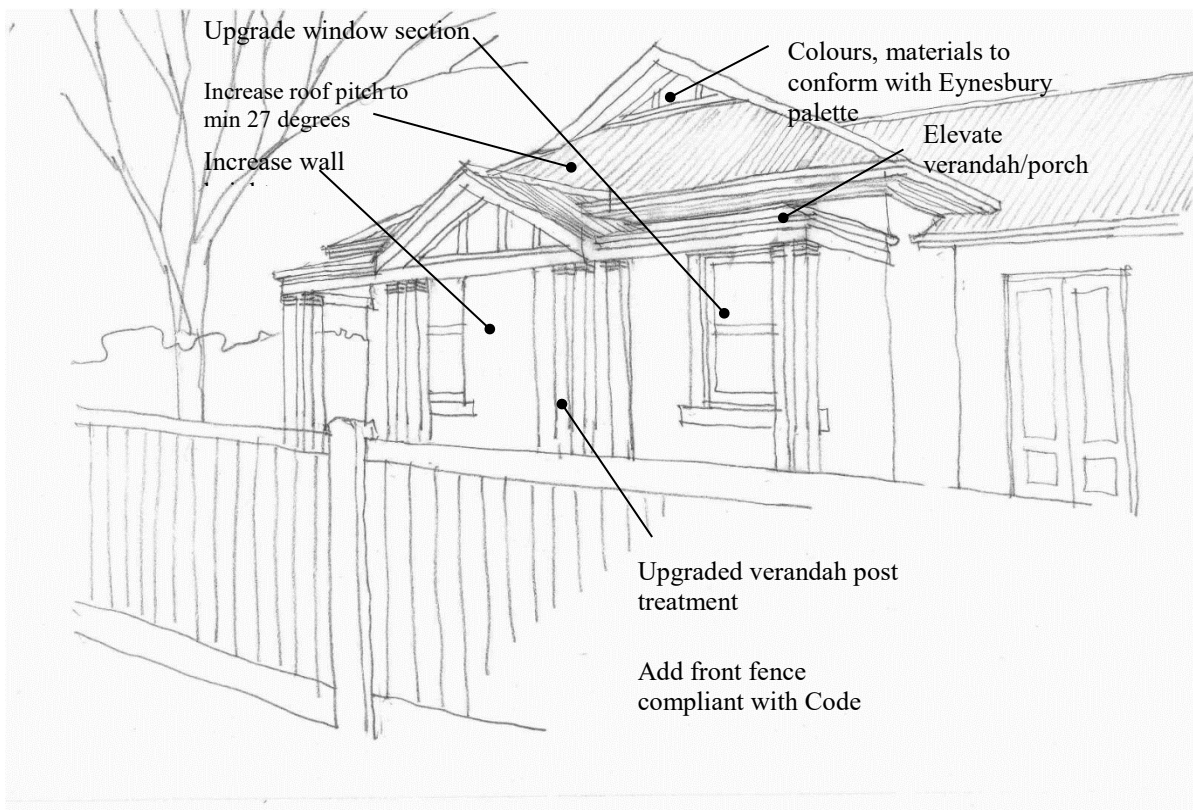 Upgrade window section
Increase roof pitch to
min 27 degrees
Increase wall
Colours, materials to
conform with Eynesbury
palette
Elevate
verandah/porch
Upgraded verandah post
treatment
Add front fence
compliant with Code